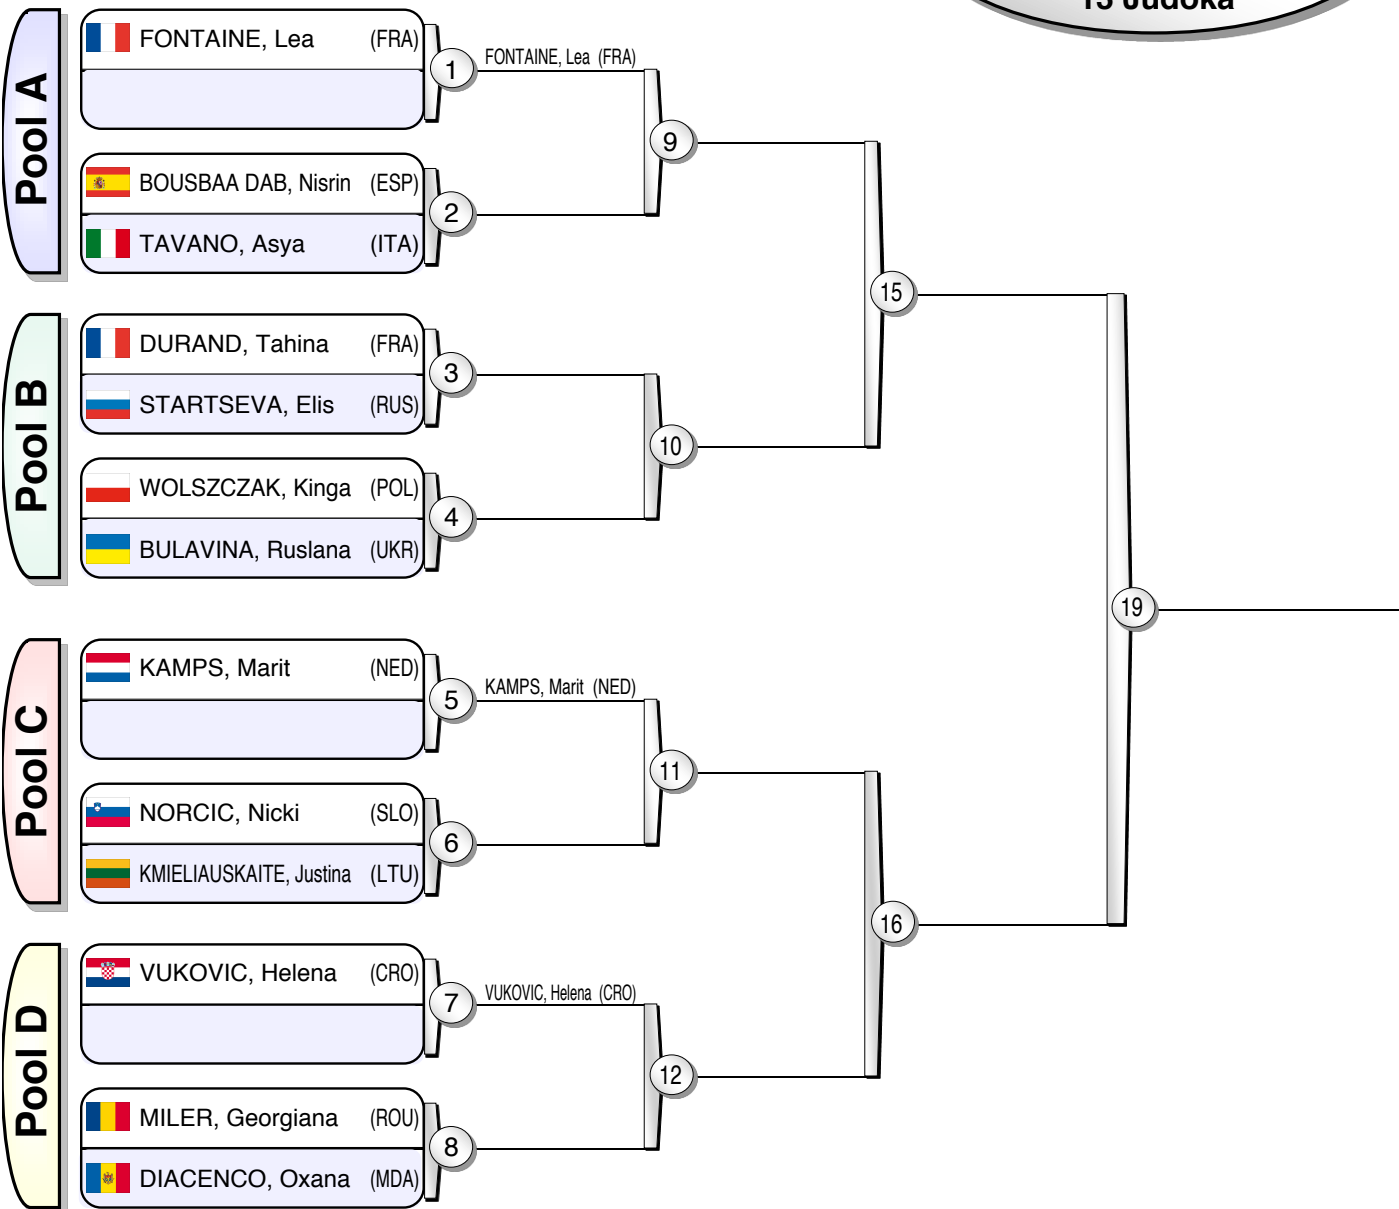 13 Judoka
Pool A
FONTAINE, Lea (FRA)
1
FONTAINE, Lea (FRA)
9
BOUSBAA DAB, Nisrin (ESP)
2
TAVANO, Asya (ITA)
15
Pool B
DURAND, Tahina (FRA)
3
STARTSEVA, Elis (RUS)
10
WOLSZCZAK, Kinga (POL)
4
BULAVINA, Ruslana (UKR)
19
Pool C
KAMPS, Marit (NED)
5
KAMPS, Marit (NED)
11
NORCIC, Nicki (SLO)
6
KMIELIAUSKAITE, Justina (LTU)
16
Pool D
VUKOVIC, Helena (CRO)
7
VUKOVIC, Helena (CRO)
12
MILER, Georgiana (ROU)
8
DIACENCO, Oxana (MDA)